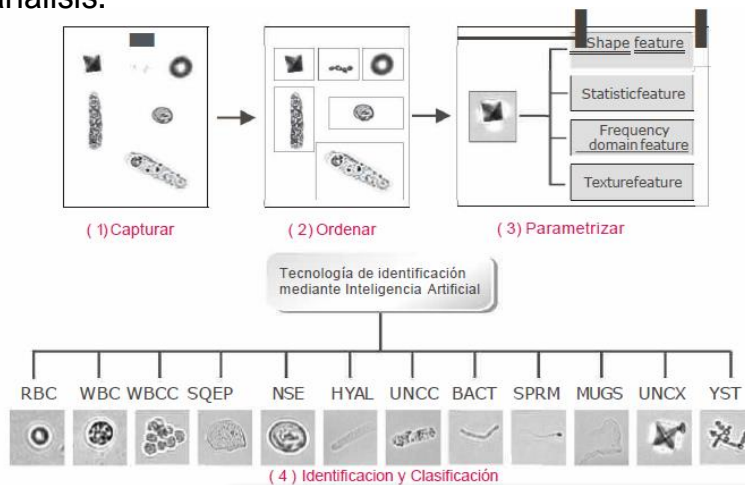 análisis.
Shape feature
Statisticfeature
Frequency
domain feature
Texturefeature
( 1)Capturar
( 2)Ordenar
( 3) Parametrizar
Tecnología de identificación
mediante Inteligencia Artificial
RBC WBC WBCC SQEP NSE HYAL UNCC BACT SPRM MUGS UNCX YST
( 4 ) Identificacion y Clasificación